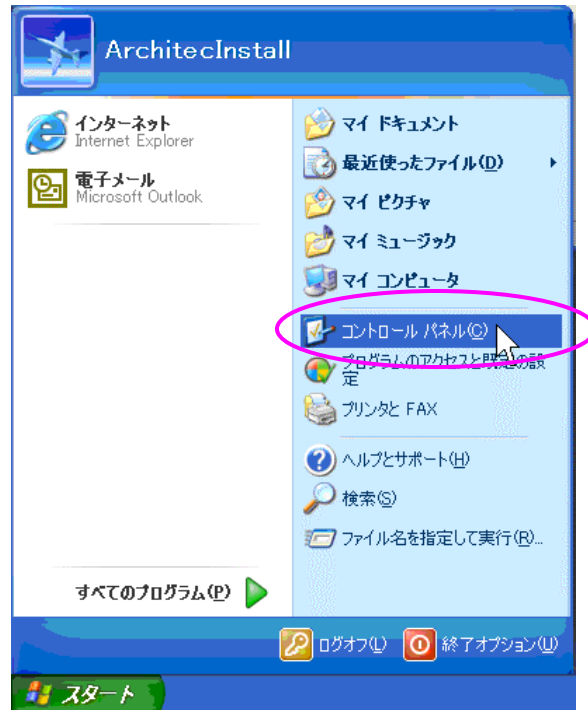 ArchitecInstall
インターネット
Internet Explorer
電子メール
Microsoft Outlook
すべてのプログラム(P)
マイ ドキュメント
最近使ったファイル(D)
マイ ピクチャ
マイ ミュージック
マイ コンピュータ
コントロール パネル(C)
プログラムのアクセスと既定の設
定
プリンタと FAX
ヘルプとサポート(H)
検索(S)
ファイル名を指定して実行(R)...
ログオフ(L)
終了オプション(U)
スタート